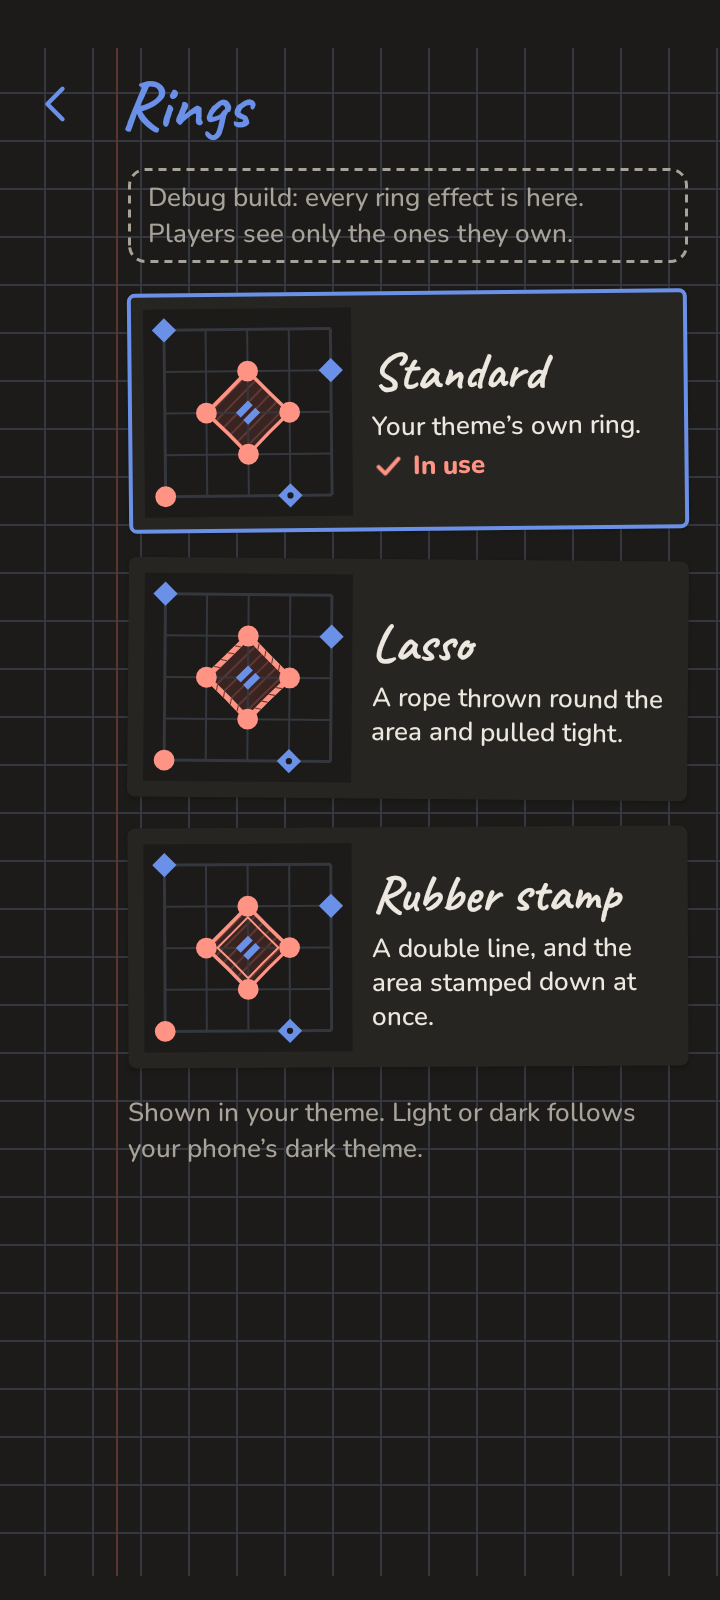 Rings
Debug build: every ring effect is here.
Players see only the ones they own.
Standard
Your theme’s own ring.
In use
Lasso
A rope thrown round the
area and pulled tight.
Rubber stamp
A double line, and the
area stamped down at
once.
Shown in your theme. Light or dark follows
your phone’s dark theme.